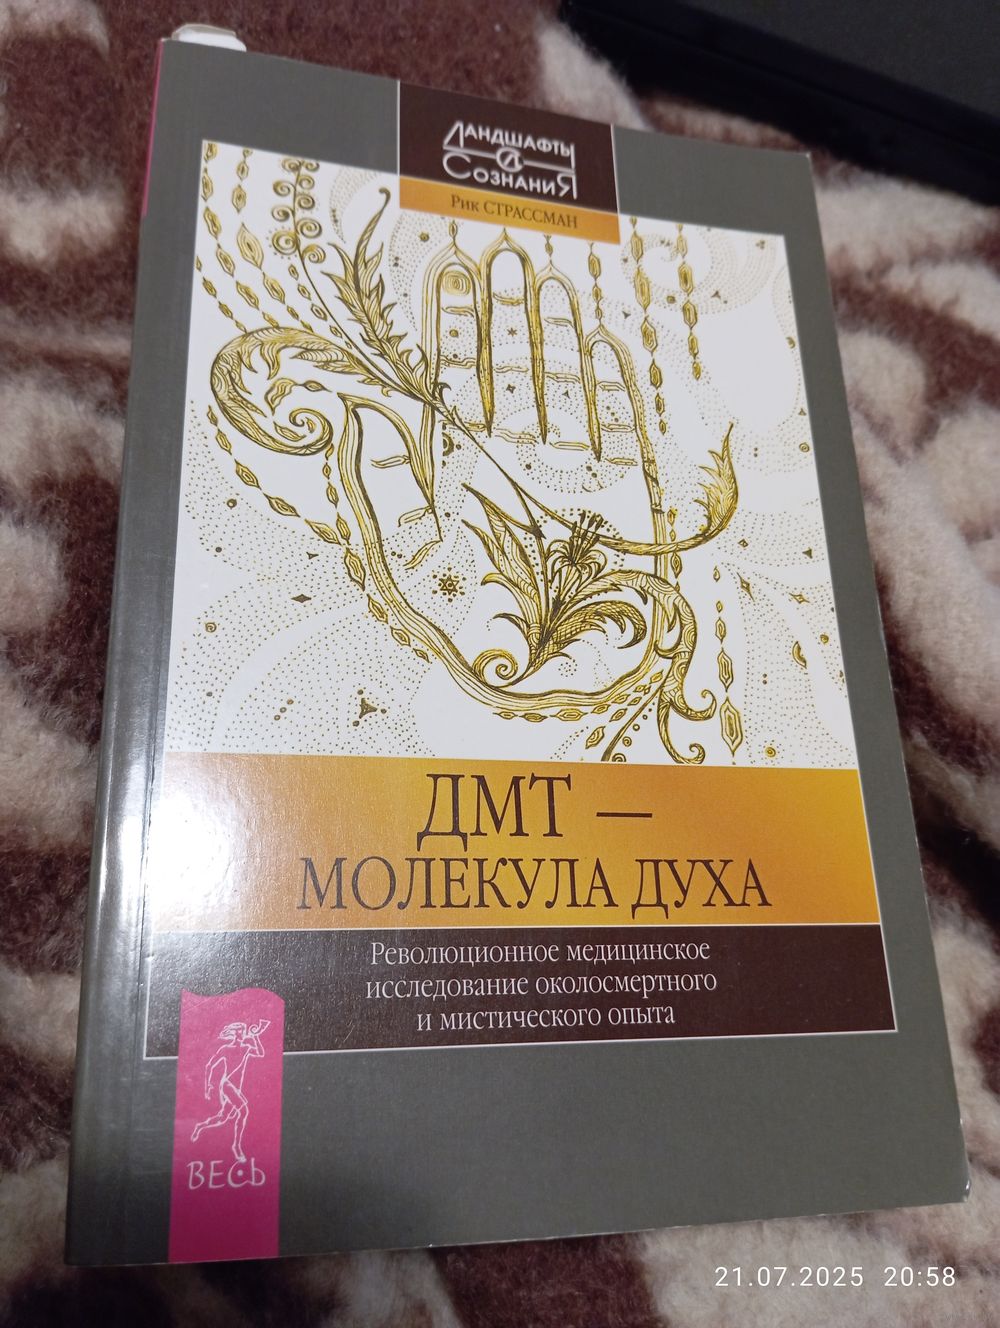 ЛАНДШАФТЫ
СОЗНАНИЯ
Рик СТРАССМАН
ДМТ —
МОЛЕКУЛА ДУХА
Революционное медицинское
исследование околосмертного
и мистического опыта
ВЕСЬ
21.07.2025 20:58